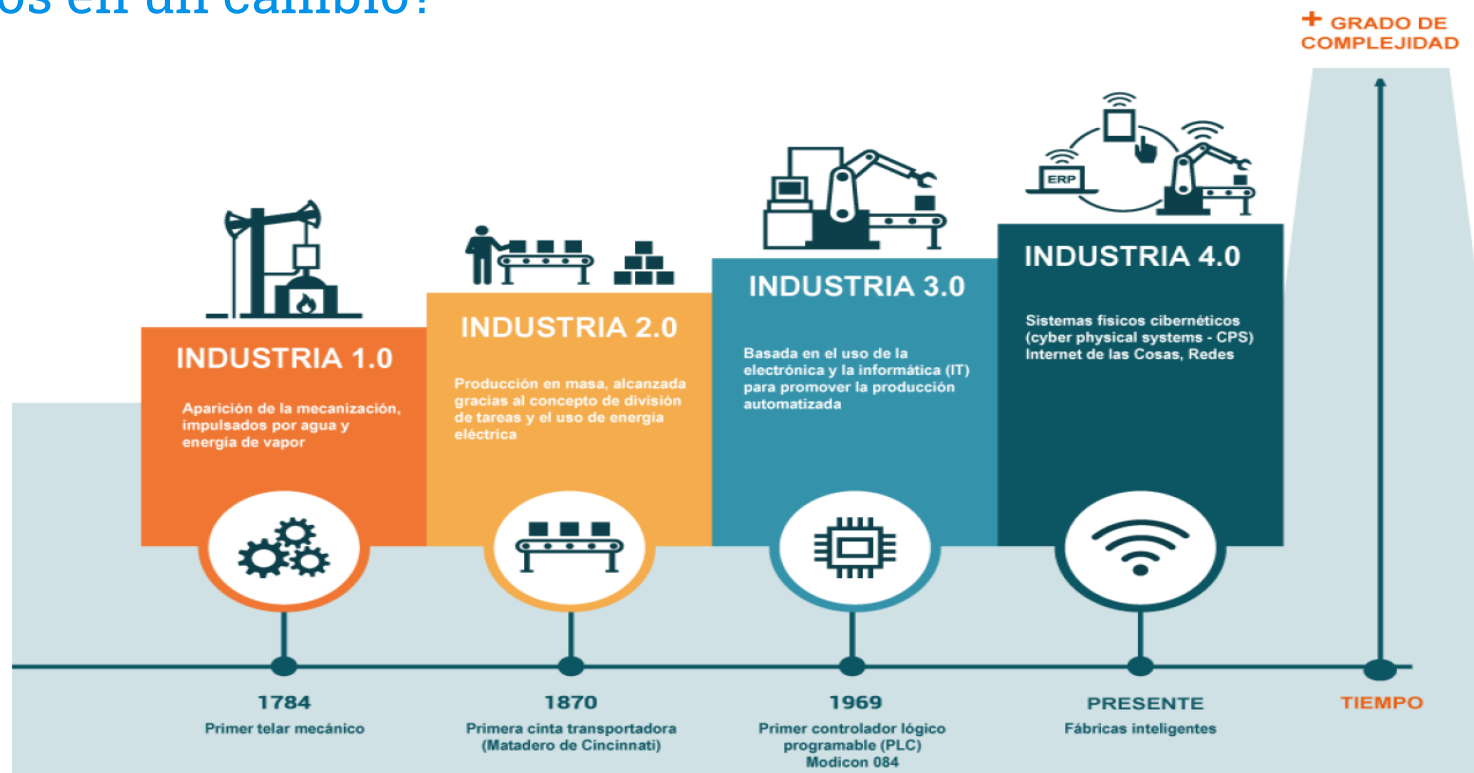 os en un cambio?
+ GRADO DE
COMPLEJIDAD
ERP
INDUSTRIA 1.0
Aparición de la mecanización,
impulsados por agua y
energía de vapor
INDUSTRIA 2.0
Producción en masa, alcanzada
gracias al concepto de división
de tareas y el uso de energía
eléctrica
INDUSTRIA 3.0
Basada en el uso de la
electrónica y la informática (IT)
para promover la producción
automatizada
INDUSTRIA 4.0
Sistemas físicos cibernéticos
(cyber physical systems - CPS)
Internet de las Cosas, Redes
1784
Primer telar mecánico
1870
Primera cinta transportadora
(Matadero de Cincinnati)
1969
Primer controlador lógico
programable (PLC)
Modicon 084
PRESENTE
Fábricas inteligentes
TIEMPO